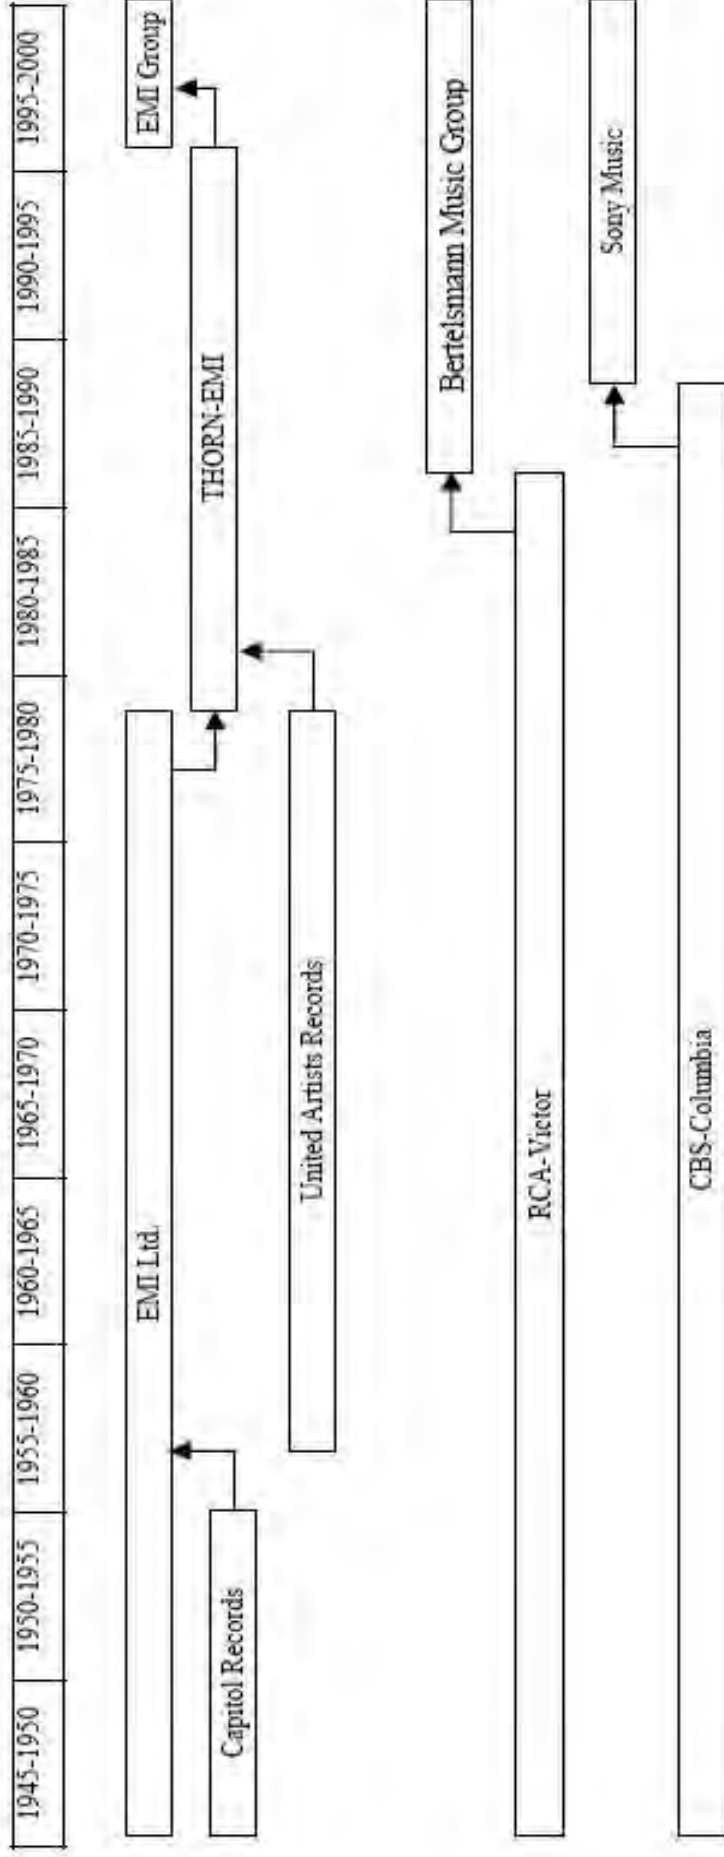 1945-1950
1950-1955
1955-1960
1960-1965
1965-1970
1970-1975
1975-1980
1980-1985
1985-1990
1990-1995
1995-2000
EMI Ltd.
EMI Group
Capitol Records
THORN-EMI
United Artists Records
Bertelsmann Music Group
RCA-Victor
Sony Music
CBS-Columbia